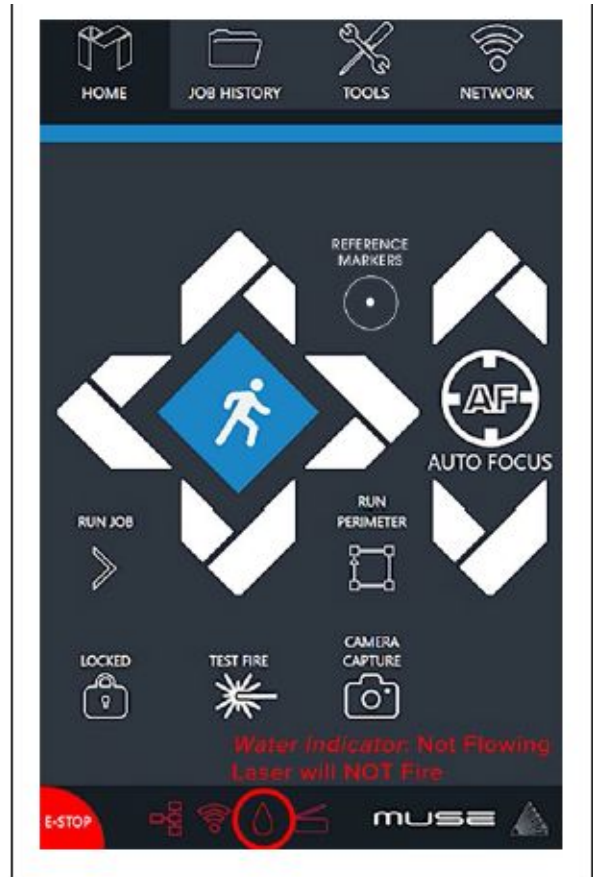 HOME
JOB HISTORY
TOOLS
NETWORK
REFERENCE
MARKERS
AF
AUTO FOCUS
RUN JOB
RUN
PERIMETER
LOCKED
TEST FIRE
CAMERA
CAPTURE
Water Indicator: Not Flowing
Laser will NOT Fire
E-STOP
MUSE